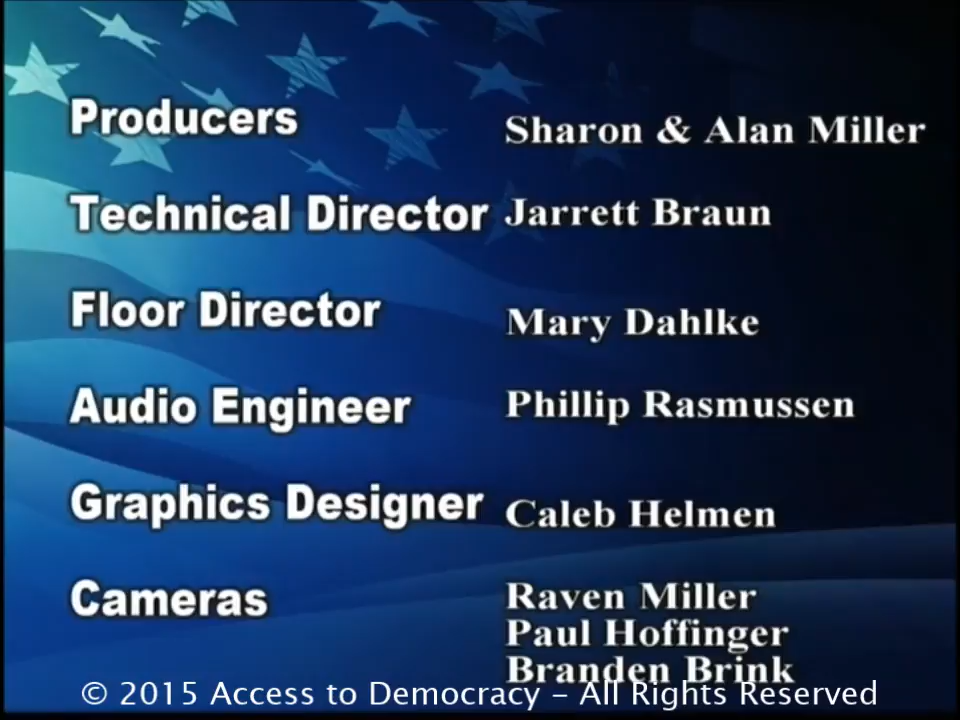 Producers Sharon & Alan Miller
Technical Director Jarrett Braun
Floor Director Mary Dahlke
Audio Engineer Phillip Rasmussen
Graphics Designer Caleb Helmen
Cameras Raven Miller
Paul Hoffinger
Branden Brink
© 2015 Access to Democracy - All Rights Reserved